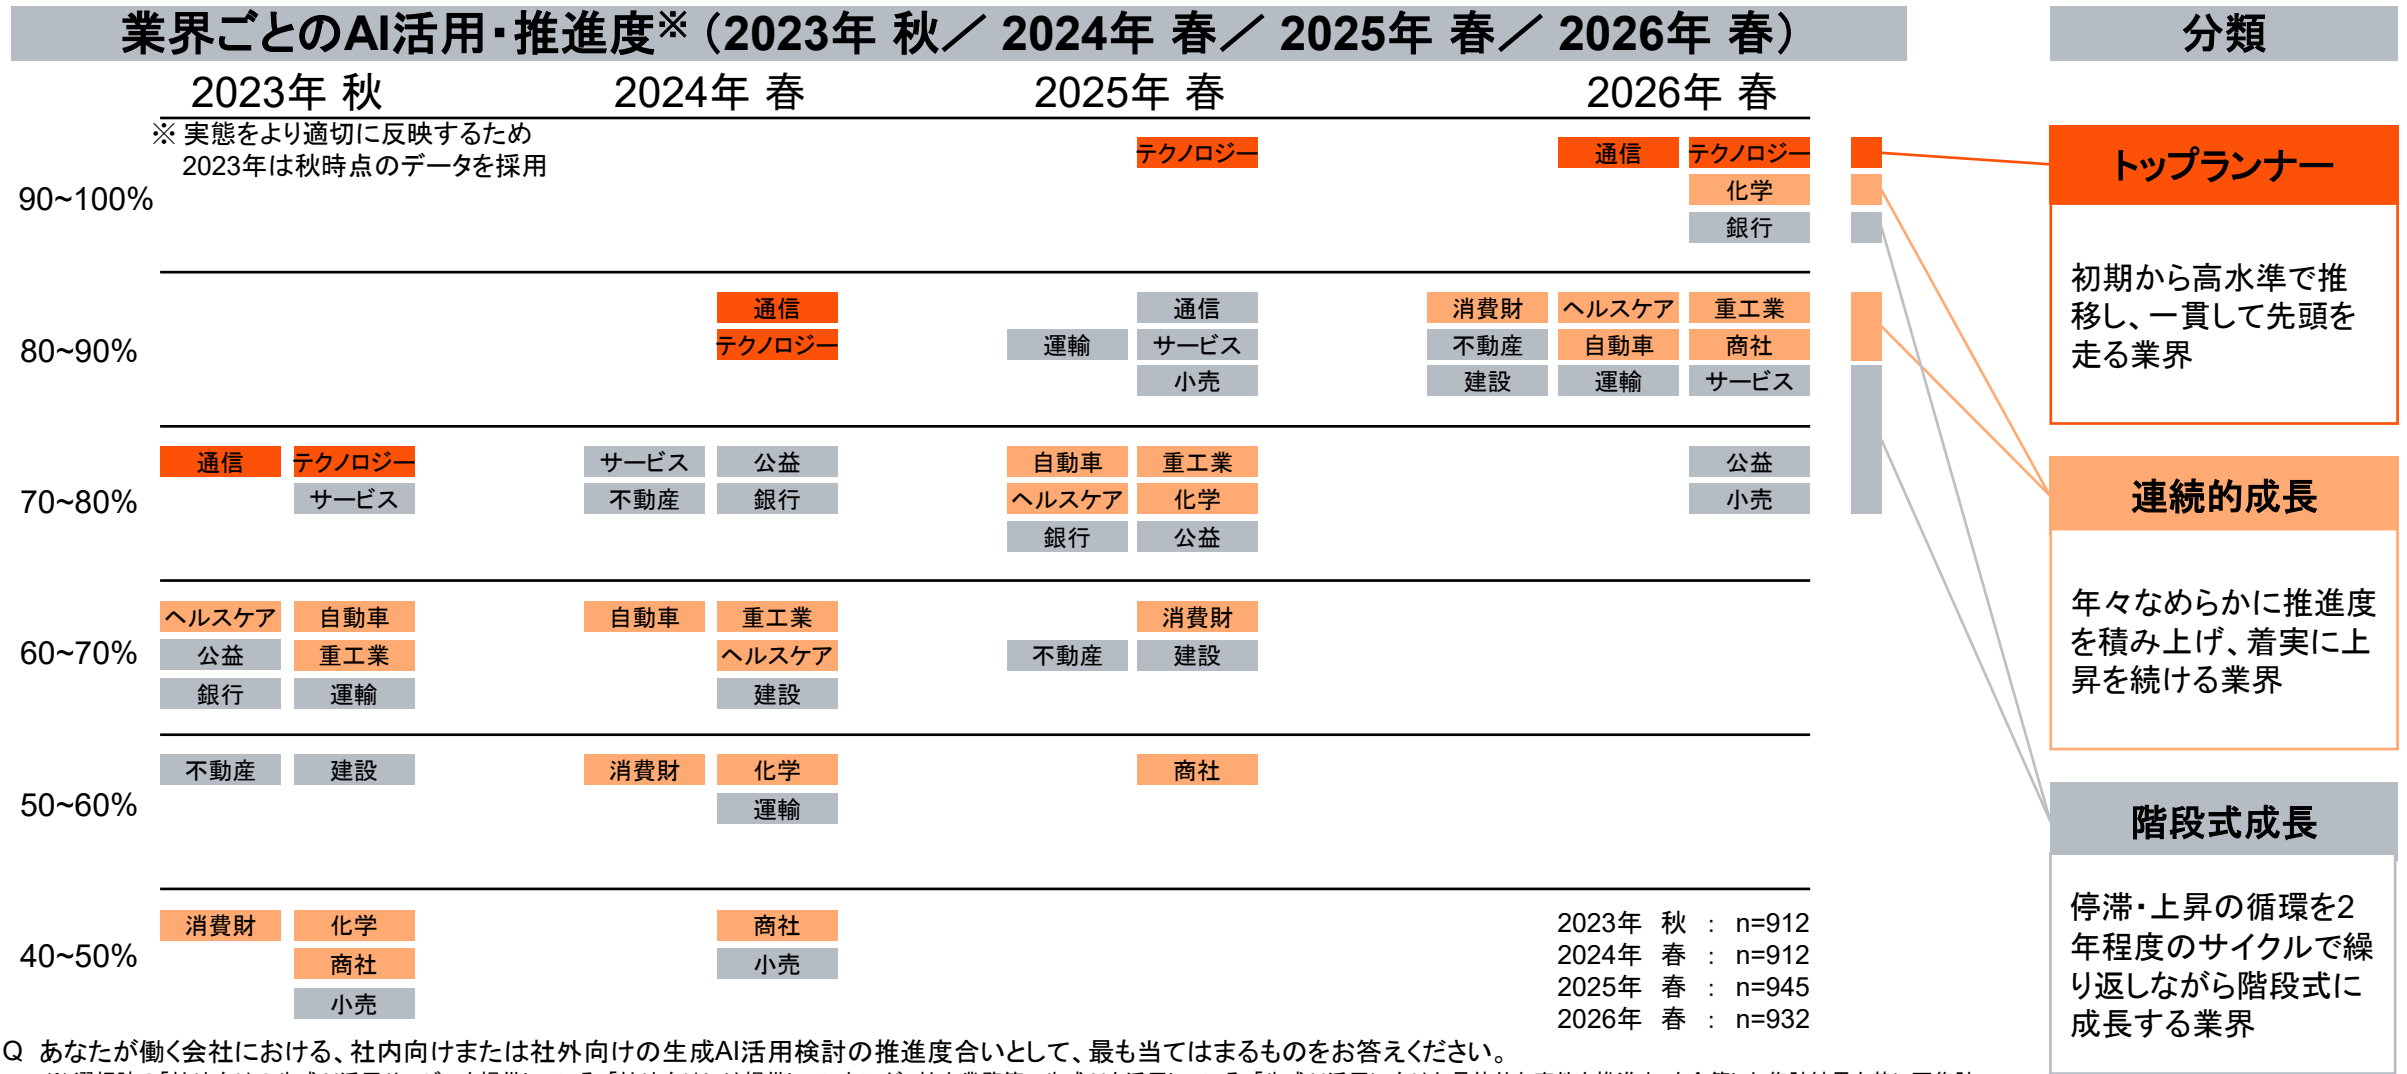 業界ごとのAI活用・推進度※（2023年 秋／ 2024年 春／ 2025年 春／ 2026年 春）
分類
2023年 秋
2024年 春
2025年 春
2026年 春
※ 実態をより適切に反映するため
2023年は秋時点のデータを採用
90~100%
テクノロジー
通信 テクノロジー
化学
銀行
80~90%
通信
テクノロジー
通信
運輸 サービス
小売
消費財 ヘルスケア 重工業
不動産 自動車 商社
建設 運輸 サービス
70~80%
通信 テクノロジー
サービス
サービス 公益
不動産 銀行
自動車 重工業
ヘルスケア 化学
銀行 公益
公益
小売
60~70%
ヘルスケア 自動車
公益 重工業
銀行 運輸
自動車 重工業
ヘルスケア
建設
消費財
不動産 建設
50~60%
不動産 建設
消費財 化学
運輸
商社
40~50%
消費財 化学
商社
小売
商社
小売
2023年 秋 : n=912
2024年 春 : n=912
2025年 春 : n=945
2026年 春 : n=932
トップランナー
初期から高水準で推
移し、一貫して先頭を
走る業界
連続的成長
年々なめらかに推進度
を積み上げ、着実に上
昇を続ける業界
階段式成長
停滞・上昇の循環を2
年程度のサイクルで繰
り返しながら階段式に
成長する業界
Q あなたが働く会社における、社内向けまたは社外向けの生成AI活用検討の推進度合いとして、最も当てはまるものをお答えください。